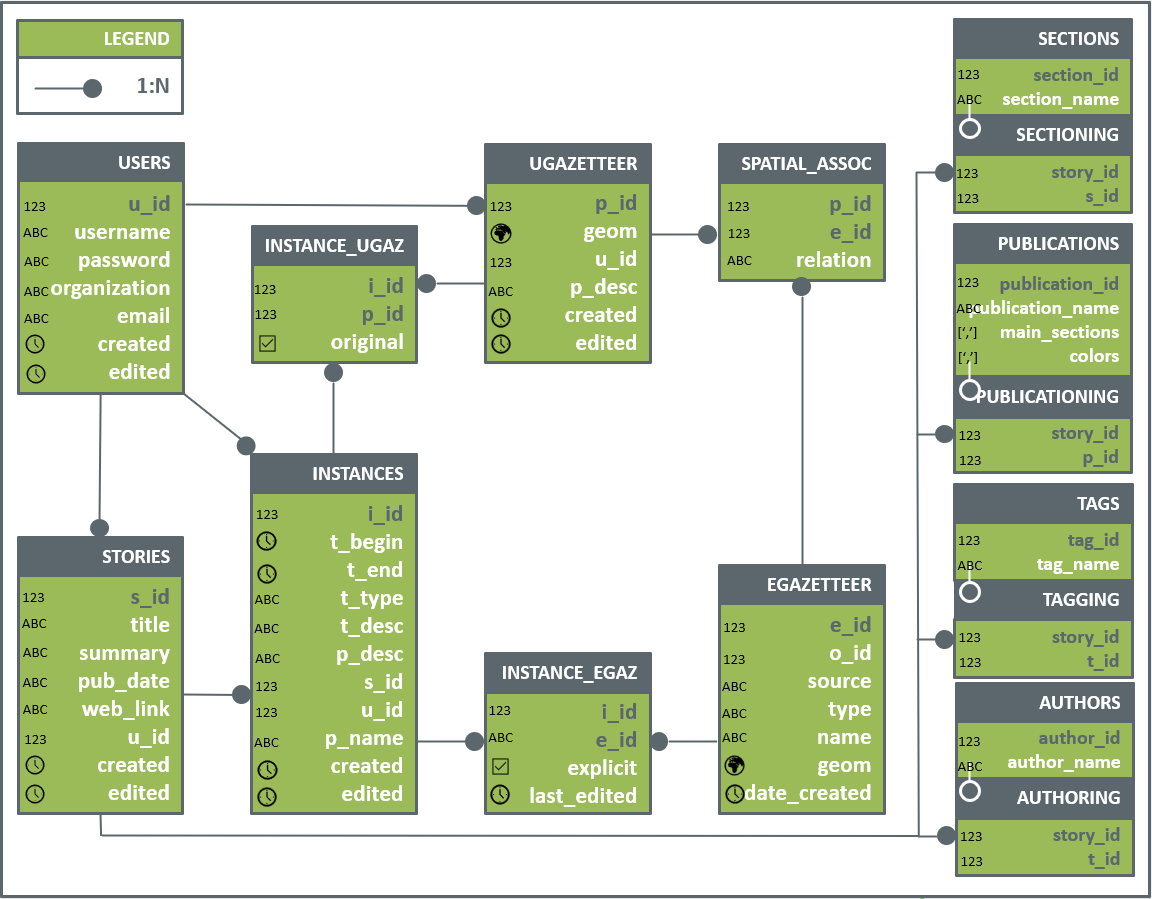 LEGEND
1:N
USERS
123 u_id
ABC username
ABC password
ABC organization
ABC email
created
edited
INSTANCE_UGAZ
123 i_id
123 p_id
original
UGAZETTEER
123 p_id
geom
123 u_id
ABC p_desc
created
edited
SPATIAL_ASSOC
123 p_id
123 e_id
ABC relation
STORIES
123 s_id
ABC title
ABC summary
ABC pub_date
ABC web_link
123 u_id
created
edited
INSTANCES
123 i_id
t_begin
t_end
ABC t_type
ABC t_desc
ABC p_desc
123 s_id
123 u_id
ABC p_name
created
edited
INSTANCE_EGAZ
123 i_id
ABC e_id
explicit
last_edited
EGAZETTEER
123 e_id
123 o_id
ABC source
ABC type
ABC name
geom
date_created
SECTIONS
123 section_id
ABC section_name
SECTIONING
123 story_id
123 s_id
PUBLICATIONS
123 publication_id
ABC publication_name
[‘,’] main_sections
[‘,’] colors
PUBLICATIONING
123 story_id
123 p_id
TAGS
123 tag_id
ABC tag_name
TAGGING
123 story_id
123 t_id
AUTHORS
123 author_id
ABC author_name
AUTHORING
123 story_id
123 t_id